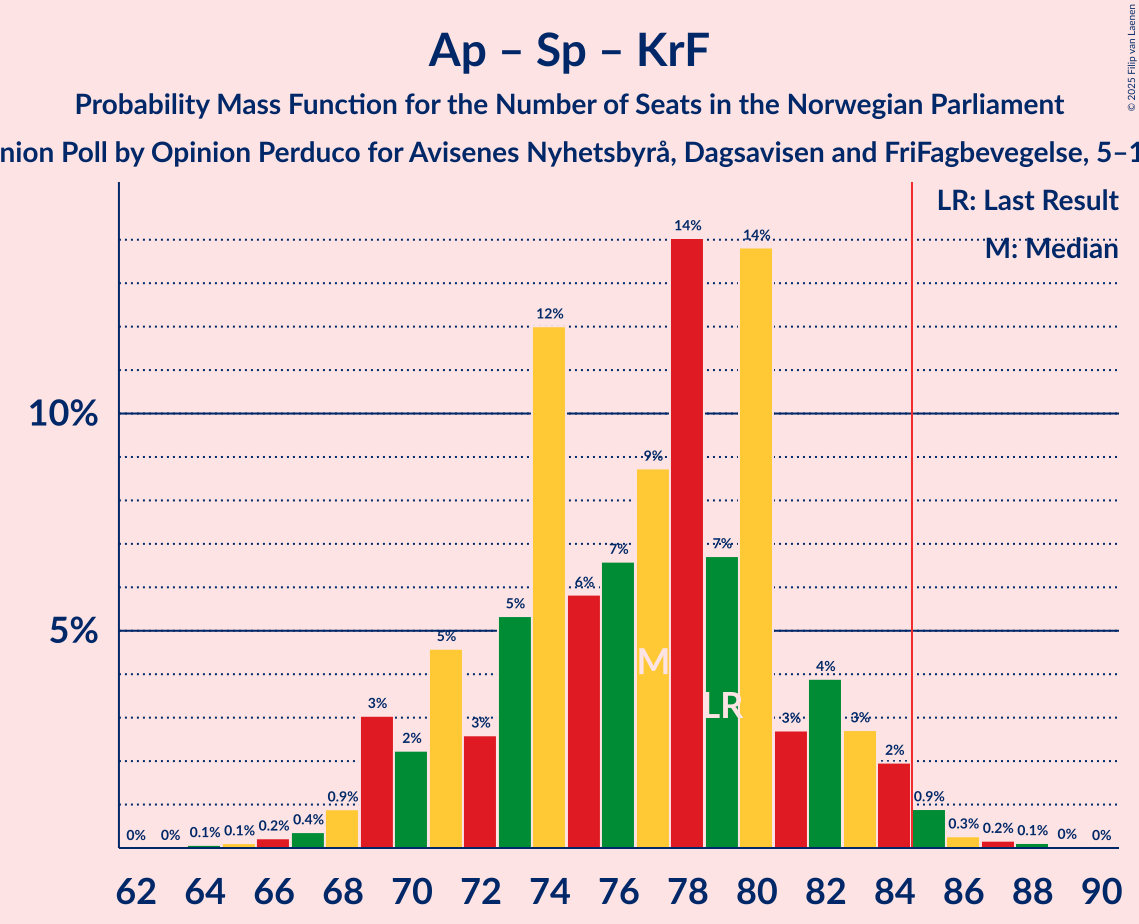 Ap – Sp – KrF
Probability Mass Function for the Number of Seats in the Norwegian Parliament
nion Poll by Opinion Perduco for Avisenes Nyhetsbyrå, Dagsavisen and FriFagbevegelse, 5–1
© 2025 Filip van Laenen
LR: Last Result
M: Median
10%
5%
0% 0% 0.1% 0.1% 0.2% 0.4% 0.9% 3% 2% 5% 3% 5% 12% 6% 7% 9% 14% 7% 14% 3% 4% 3% 2% 0.9% 0.3% 0.2% 0.1% 0% 0%
M
LR
62 64 66 68 70 72 74 76 78 80 82 84 86 88 90